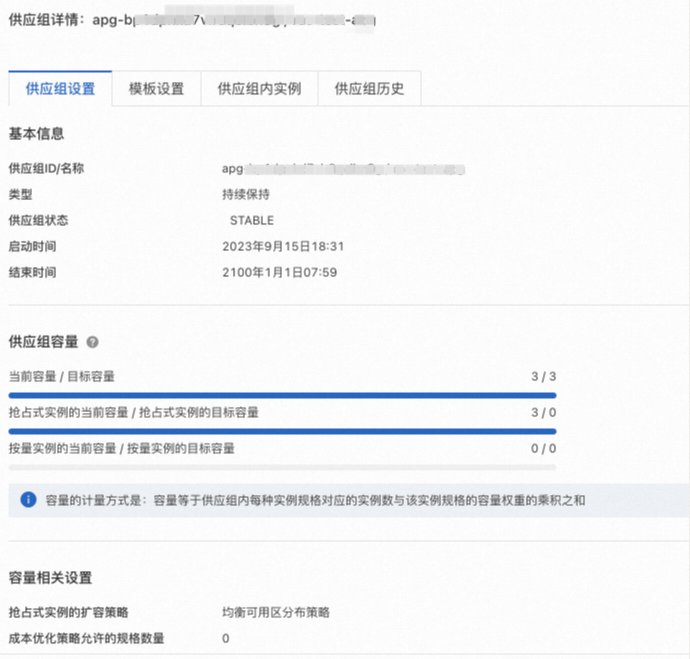 供应组详情：apg-
供应组设置 模板设置 供应组内实例 供应组历史
基本信息
供应组ID/名称 apg-
类型 持续保持
供应组状态 STABLE
启动时间 2023年9月15日18:31
结束时间 2100年1月1日07:59
供应组容量 ?
当前容量 / 目标容量 3 / 3
抢占式实例的当前容量 / 抢占式实例的目标容量 3 / 0
按量实例的当前容量 / 按量实例的目标容量 0 / 0
容量的计量方式是：容量等于供应组内每种实例规格对应的实例数与该实例规格的容量权重的乘积之和
容量相关设置
抢占式实例的扩容策略 均衡可用区分布策略
成本优化策略允许的规格数量 0